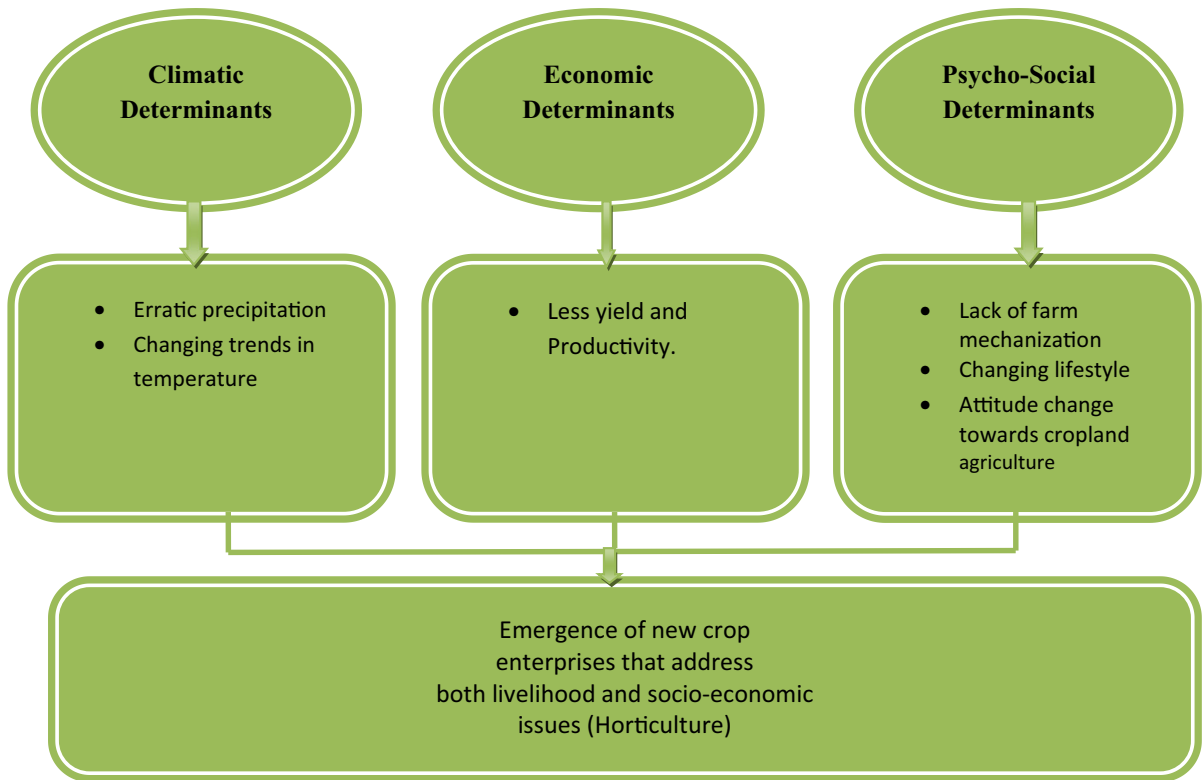 Climatic
Determinants
Economic
Determinants
Psycho-Social
Determinants
• Erratic precipitation
• Changing trends in
temperature
• Less yield and
Productivity.
• Lack of farm
mechanization
• Changing lifestyle
• Attitude change
towards cropland
agriculture
Emergence of new crop
enterprises that address
both livelihood and socio-economic
issues (Horticulture)